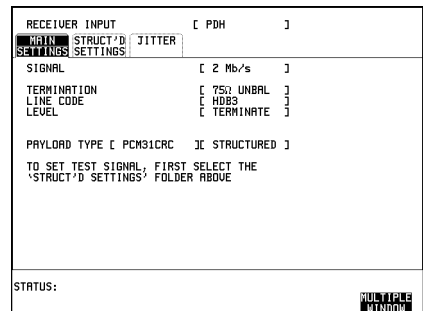 RECEIVER INPUT [ PDH ]
MAIN STRUCT'D JITTER
SETTINGS SETTINGS
SIGNAL [ 2 Mb/s ]
TERMINATION [ 75Ω UNBAL ]
LINE CODE [ HDB3 ]
LEVEL [ TERMINATE ]
PAYLOAD TYPE [ PCM31CRC ][ STRUCTURED ]
TO SET TEST SIGNAL, FIRST SELECT THE
'STRUCT'D SETTINGS' FOLDER ABOVE
STATUS:
MULTIPLE
WINDOW